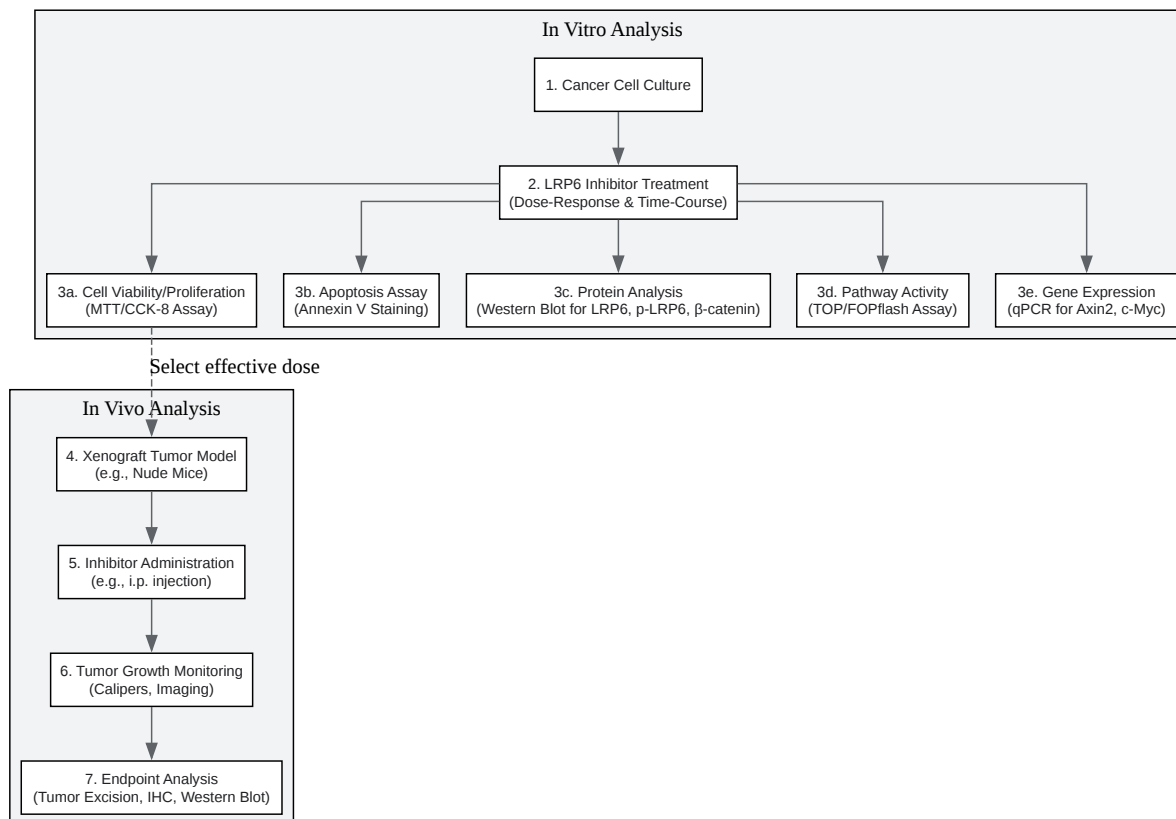 In Vitro Analysis
1. Cancer Cell Culture
2. LRP6 Inhibitor Treatment
(Dose-Response & Time-Course)
3a. Cell Viability/Proliferation
(MTT/CCK-8 Assay)
3b. Apoptosis Assay
(Annexin V Staining)
3c. Protein Analysis
(Western Blot for LRP6, p-LRP6, β-catenin)
3d. Pathway Activity
(TOP/FOPflash Assay)
3e. Gene Expression
(qPCR for Axin2, c-Myc)
Select effective dose
In Vivo Analysis
4. Xenograft Tumor Model
(e.g., Nude Mice)
5. Inhibitor Administration
(e.g., i.p. injection)
6. Tumor Growth Monitoring
(Calipers, Imaging)
7. Endpoint Analysis
(Tumor Excision, IHC, Western Blot)